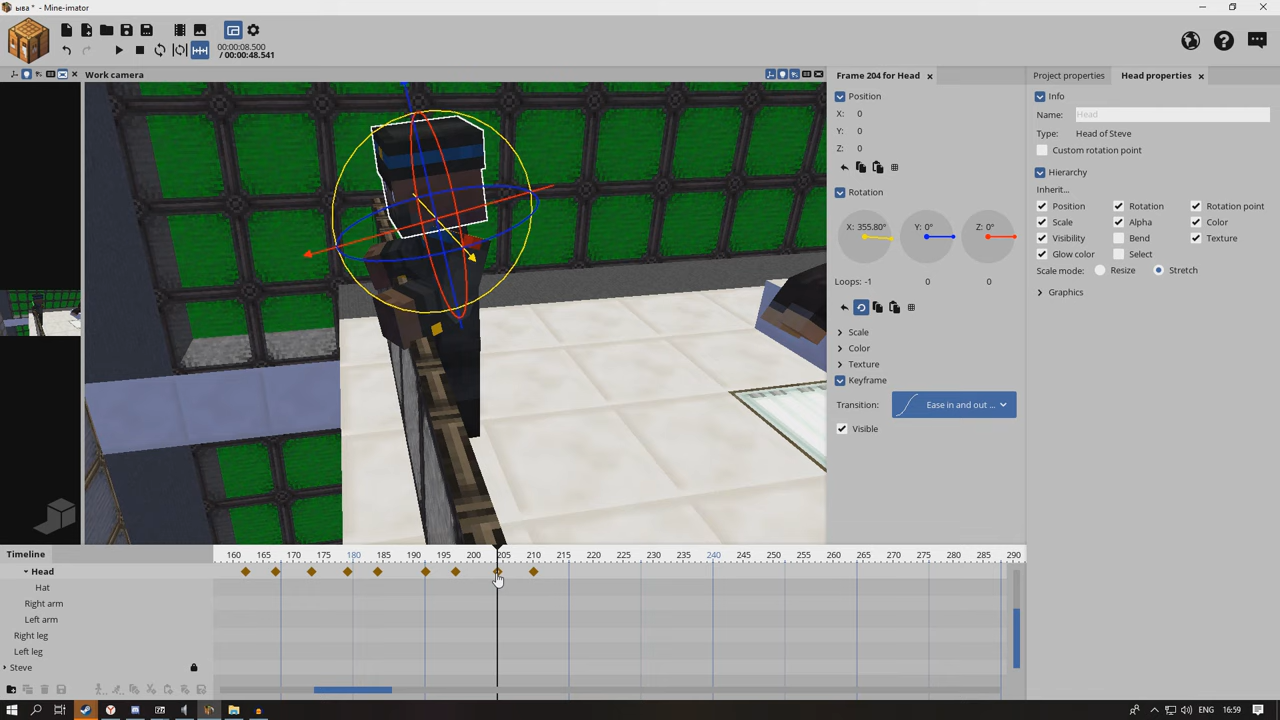 ыва * - Mine-imator
00:00:08.500
/ 00:00:48.541
Work camera
Frame 204 for Head
Position
X: 0
Y: 0
Z: 0
Rotation
X: 355.80° Y: 0° Z: 0°
Loops: -1 0 0
Scale
Color
Texture
Keyframe
Transition: Ease in and out ...
Visible
Project properties Head properties
Info
Name: Head
Type: Head of Steve
Custom rotation point
Hierarchy
Inherit...
Position Rotation Rotation point
Scale Alpha Color
Visibility Bend Texture
Glow color Select
Scale mode: Resize Stretch
Graphics
Timeline
160 165 170 175 180 185 190 195 200 205 210 215 220 225 230 235 240 245 250 255 260 265 270 275 280 285 290
Head
Hat
Right arm
Left arm
Right leg
Left leg
Steve
ENG 16:59